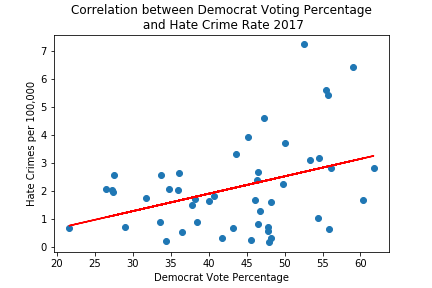 Correlation between Democrat Voting Percentage
and Hate Crime Rate 2017
Hate Crimes per 100,000
7
6
5
4
3
2
1
0
20 25 30 35 40 45 50 55 60
Democrat Vote Percentage